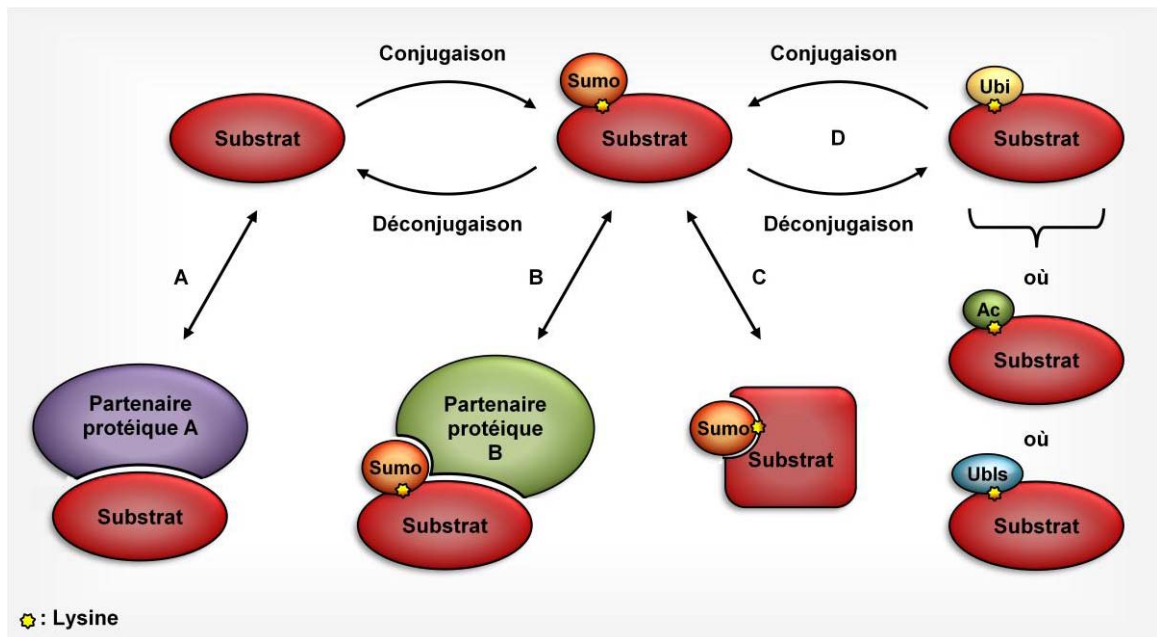 Conjugaison
Conjugaison
Sumo
Ubi
Substrat
Substrat
D
Substrat
Déconjugaison
Déconjugaison
A
B
C
où
Ac
Substrat
Partenaire
protéique A
Partenaire
protéique
B
Sumo
Substrat
Sumo
Substrat
où
Substrat
Ubls
Substrat
: Lysine